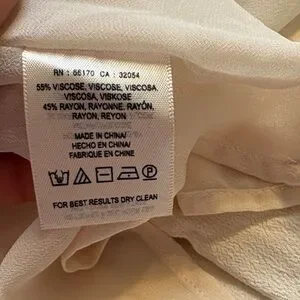 RN : 66170 CA : 32054
55% VISCOSE, VISCOSE, VISCOSA,
VISCOSA, VISKOSE
45% RAYON, RAYONNE, RAYÓN,
RAYON, REYON
MADE IN CHINA/
HECHO EN CHINA/
FABRIQUE EN CHINE
FOR BEST RESULTS DRY CLEAN